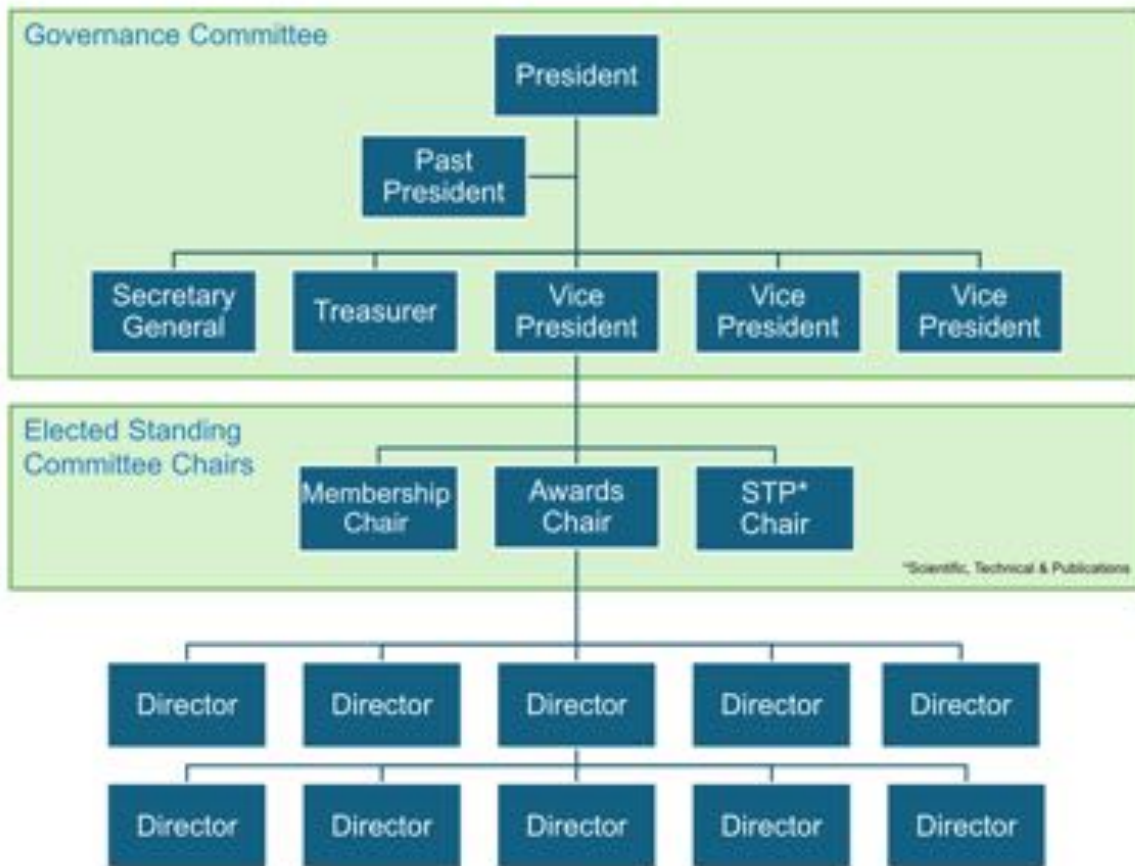 Governance Committee
President
Past
President
Secretary
General
Treasurer
Vice
President
Vice
President
Vice
President
Elected Standing
Committee Chairs
Membership
Chair
Awards
Chair
STP*
Chair
*Scientific, Technical & Publications
Director
Director
Director
Director
Director
Director
Director
Director
Director
Director